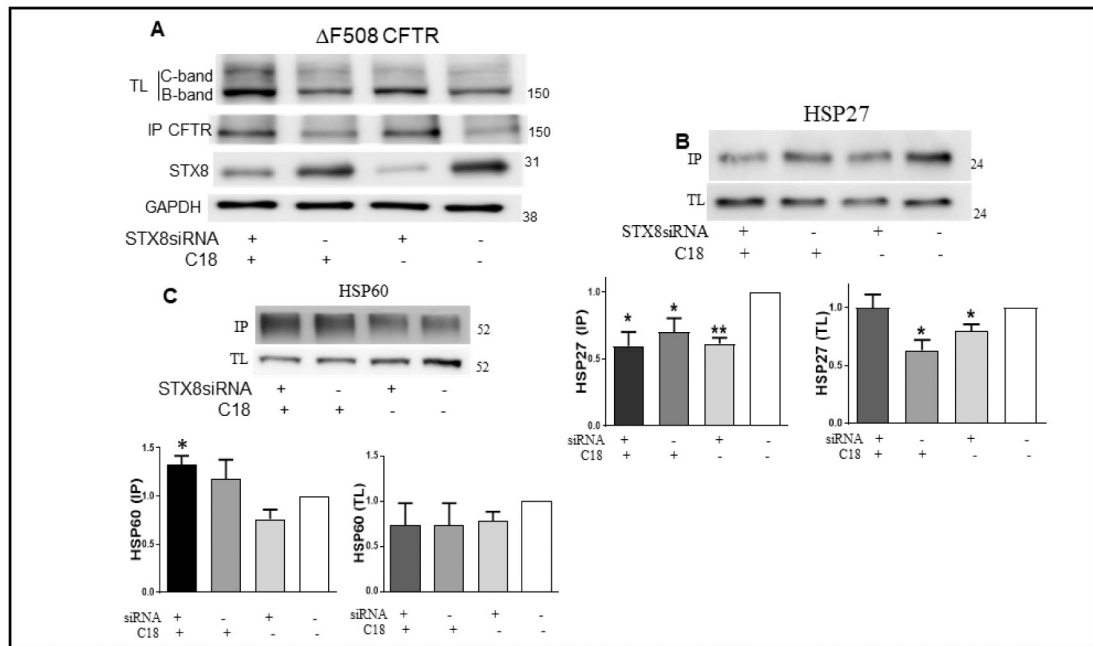 A
ΔF508 CFTR
TL
C-band
B-band
150
IP CFTR
150
STX8
31
GAPDH
38
STX8siRNA + - + -
C18 + + - -
B
HSP27
IP
24
TL
24
STX8siRNA + - + -
C18 + + - -
C
HSP60
IP
52
TL
52
STX8siRNA + - + -
C18 + + - -
HSP27 (IP)
1.0
0.5
0.0
* * **
siRNA + - + -
C18 + + - -
HSP27 (TL)
1.0
0.5
0.0
* *
siRNA + - + -
C18 + + - -
HSP60 (IP)
1.5
1.0
0.5
0.0
*
siRNA + - + -
C18 + + - -
HSP60 (TL)
1.5
1.0
0.5
0.0
siRNA + - + -
C18 + + - -